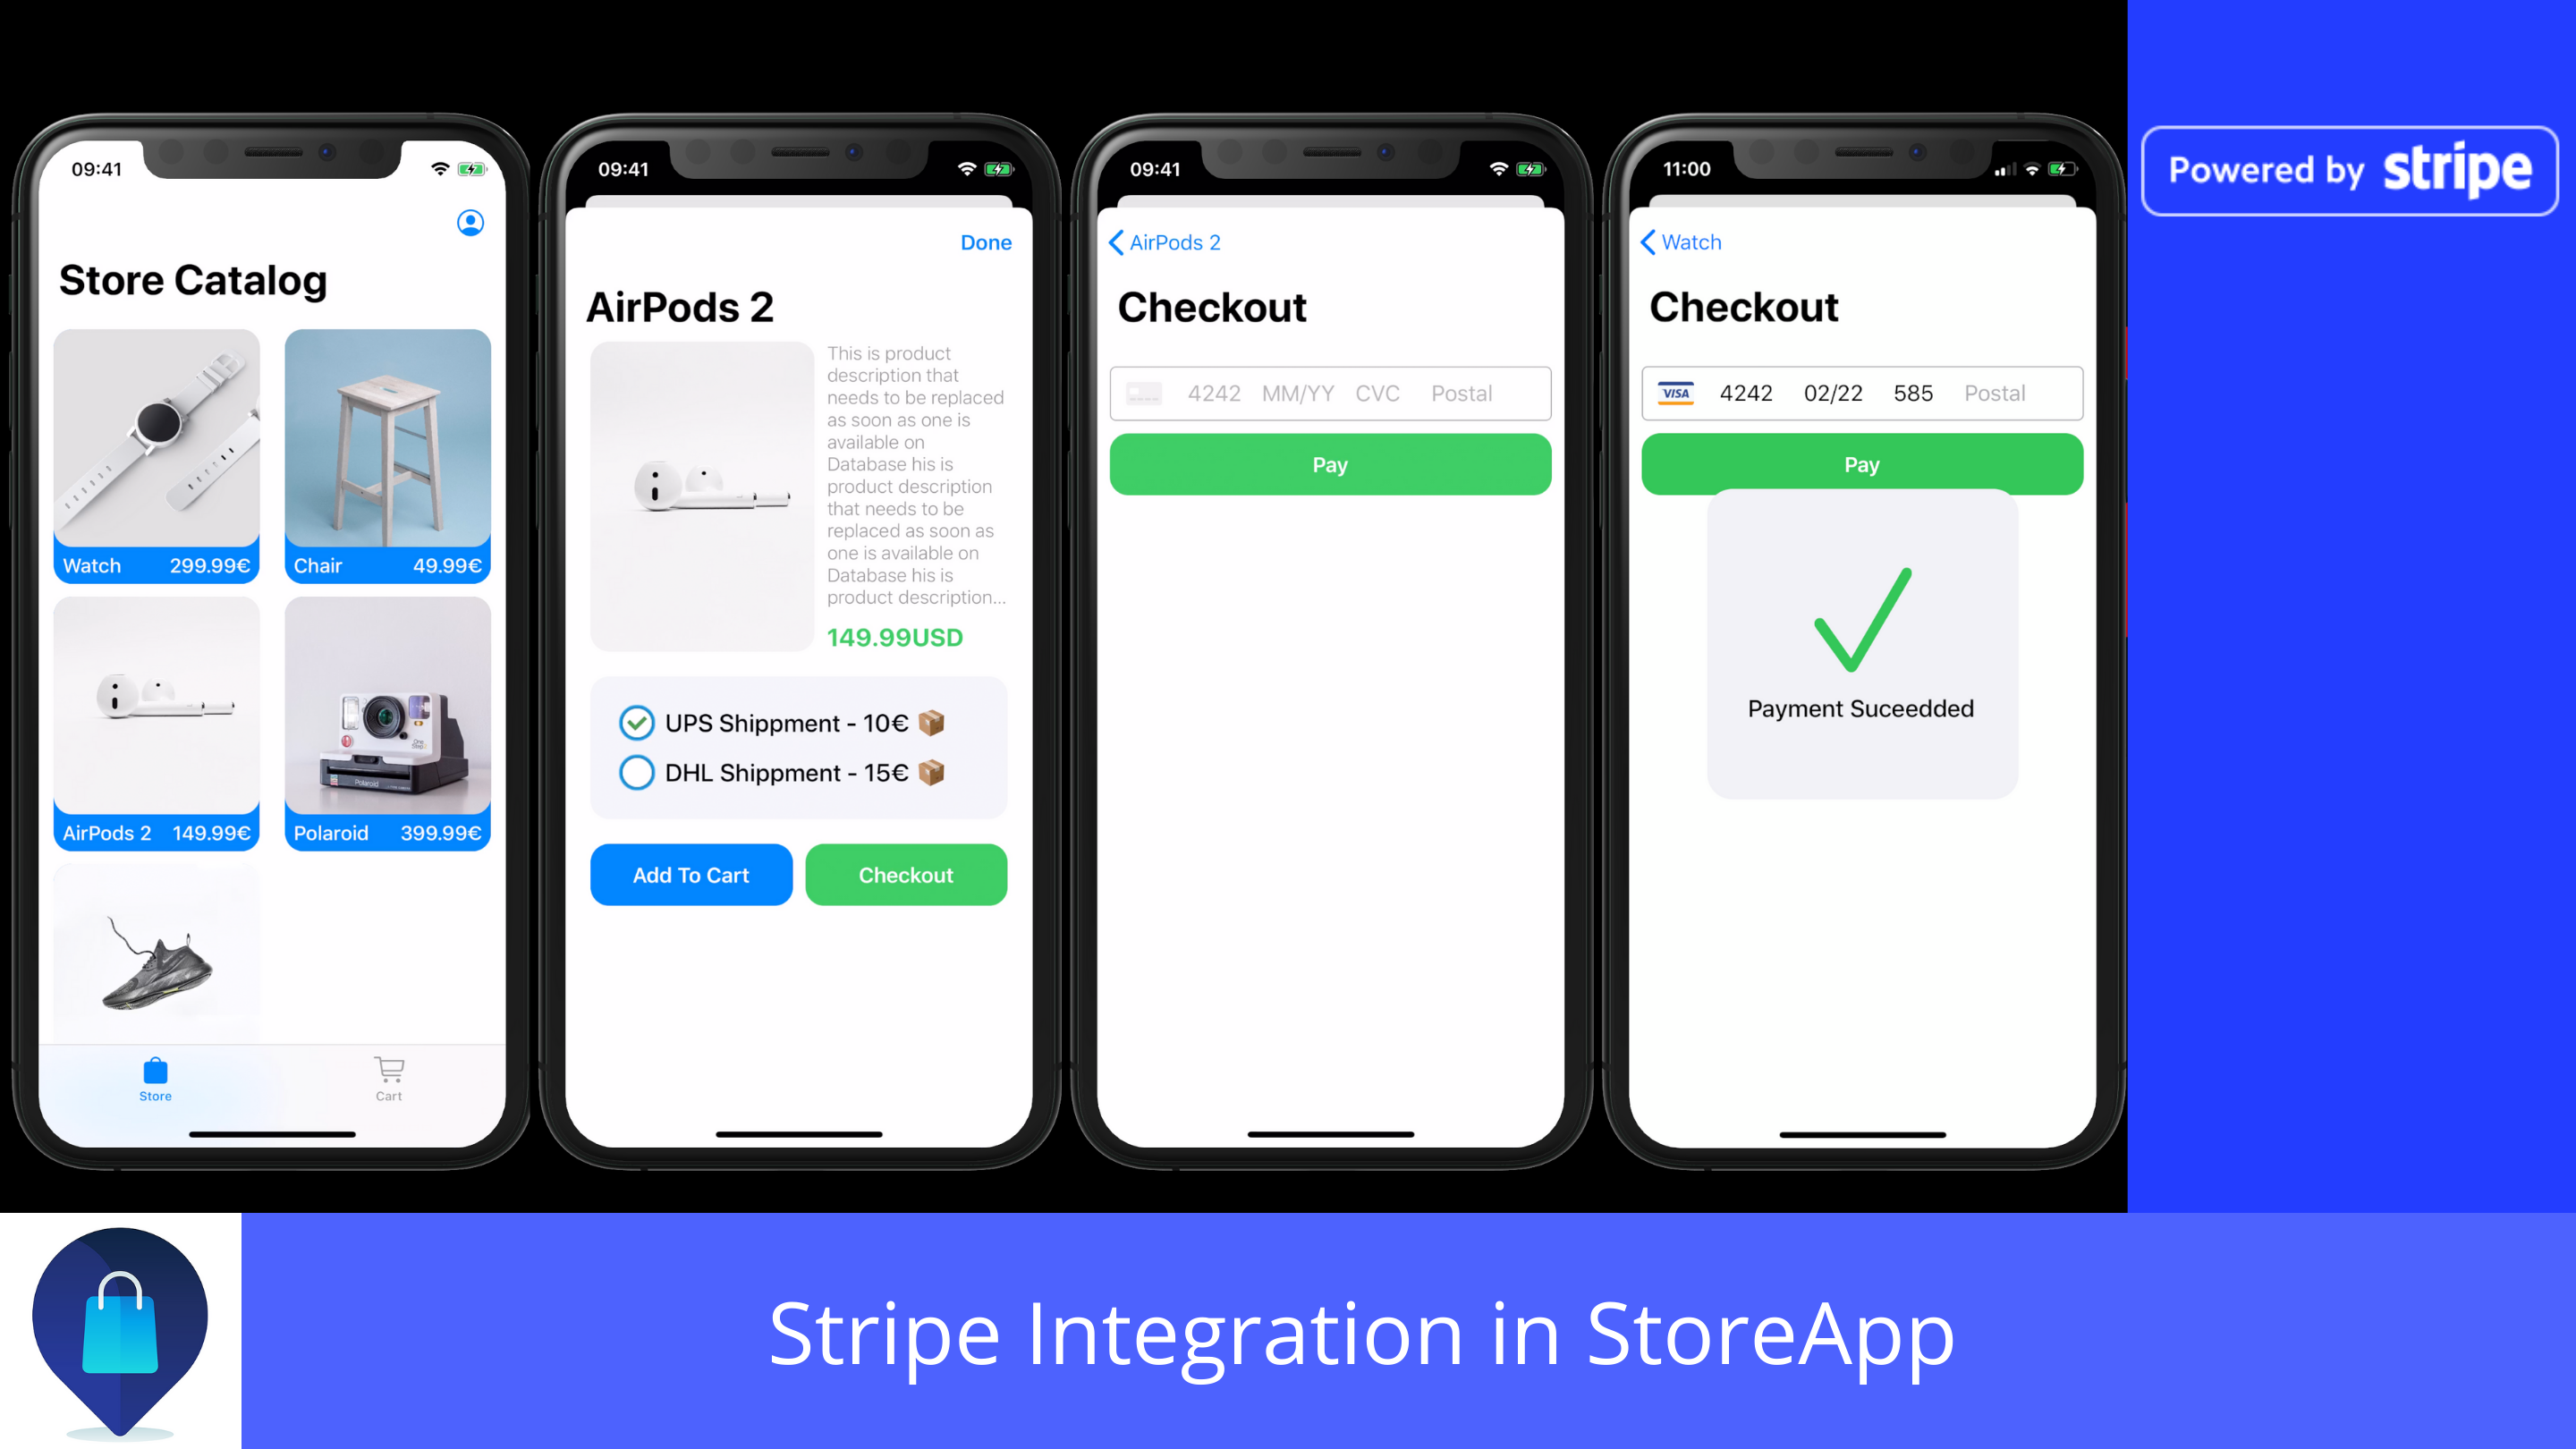 09:41
Store Catalog
Watch 299.99€
Chair 49.99€
AirPods 2 149.99€
Polaroid 399.99€
Store
Cart
09:41
Done
AirPods 2
This is product
description that
needs to be replaced
as soon as one is
available on
Database his is
product description
that needs to be
replaced as soon as
one is available on
Database his is
product description...
149.99USD
UPS Shippment - 10€
DHL Shippment - 15€
Add To Cart
Checkout
09:41
AirPods 2
Checkout
4242 MM/YY CVC Postal
Pay
11:00
Watch
Checkout
VISA 4242 02/22 585 Postal
Pay
Payment Suceedded
Powered by stripe
Stripe Integration in StoreApp